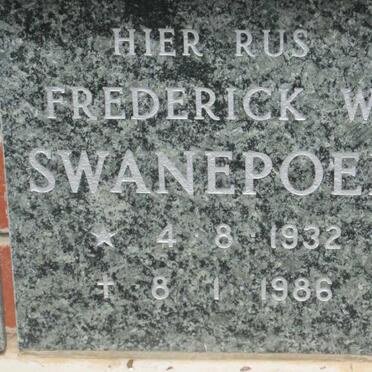 HIER RUS
FREDERICK W
SWANEPOE
★ 4 8 1932
† 8 1 1986